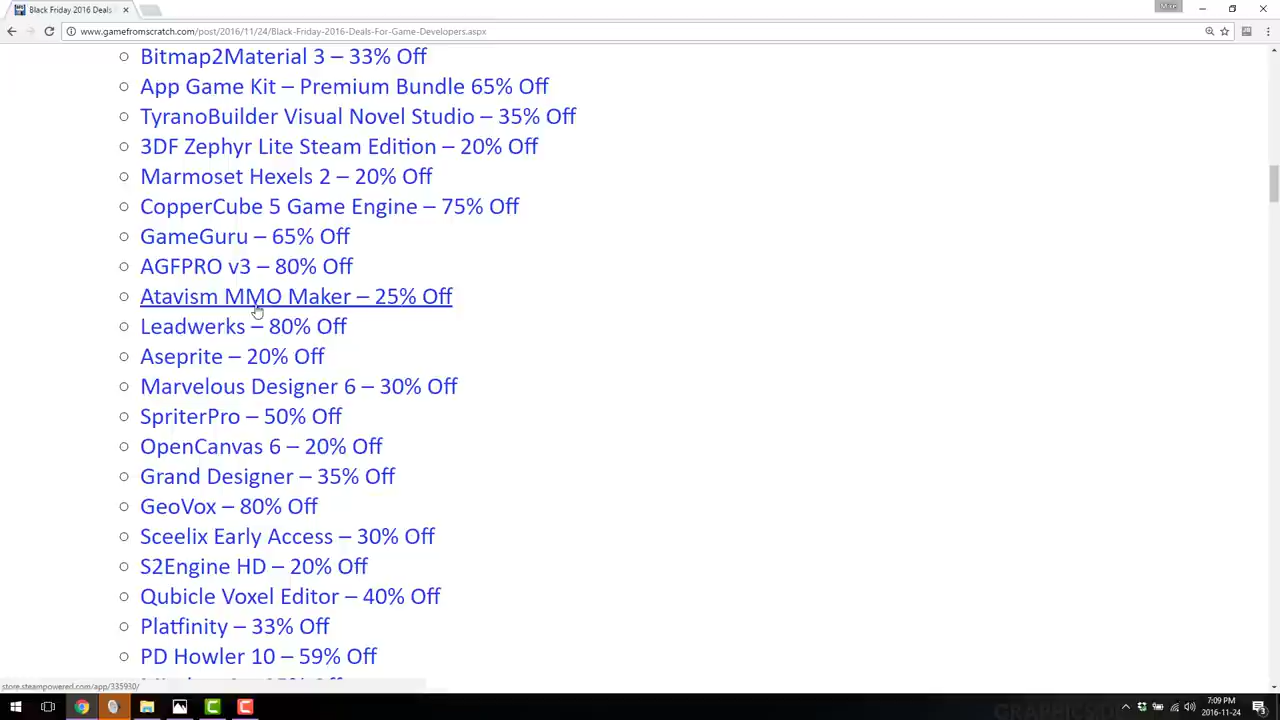 Black Friday 2016 Deals
Mike
www.gamefromscratch.com/post/2016/11/24/Black-Friday-2016-Deals-For-Game-Developers.aspx
Bitmap2Material 3 – 33% Off
App Game Kit – Premium Bundle 65% Off
TyranoBuilder Visual Novel Studio – 35% Off
3DF Zephyr Lite Steam Edition – 20% Off
Marmoset Hexels 2 – 20% Off
CopperCube 5 Game Engine – 75% Off
GameGuru – 65% Off
AGFPRO v3 – 80% Off
Atavism MMO Maker – 25% Off
Leadwerks – 80% Off
Aseprite – 20% Off
Marvelous Designer 6 – 30% Off
SpriterPro – 50% Off
OpenCanvas 6 – 20% Off
Grand Designer – 35% Off
GeoVox – 80% Off
Sceelix Early Access – 30% Off
S2Engine HD – 20% Off
Qubicle Voxel Editor – 40% Off
Platfinity – 33% Off
PD Howler 10 – 59% Off
store.steampowered.com/app/335930/
7:09 PM
2016-11-24
3